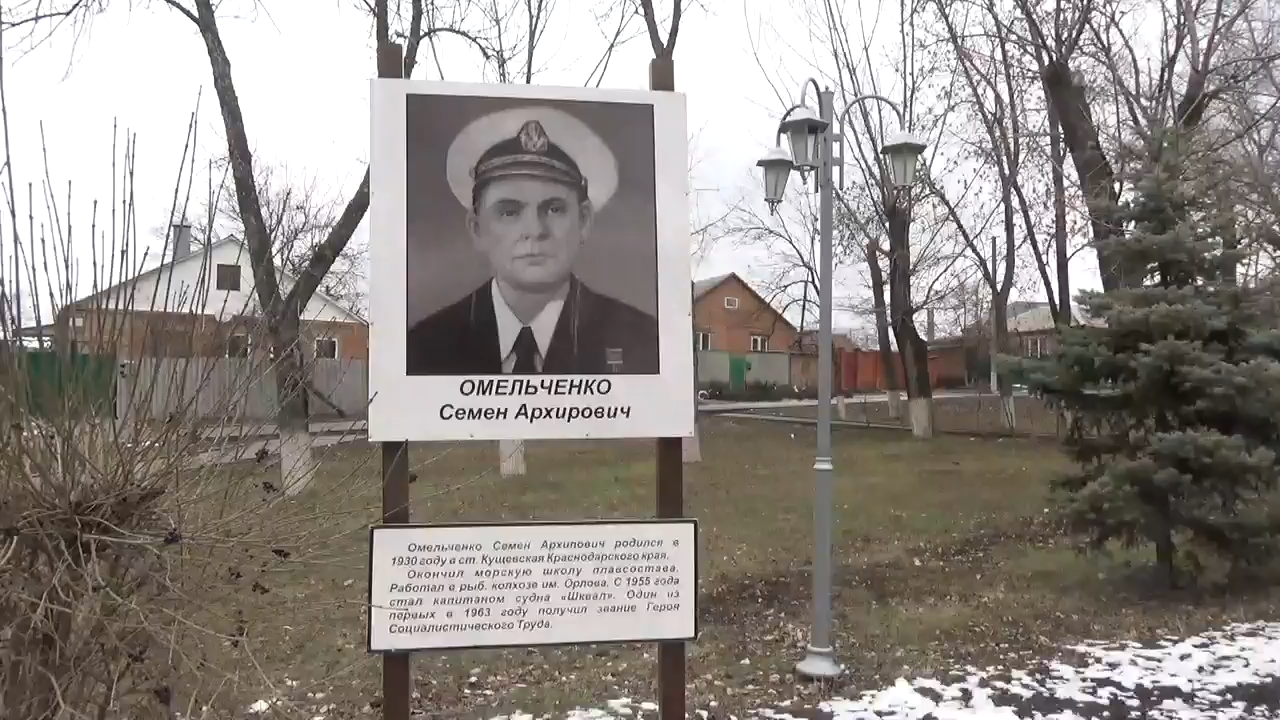 ОМЕЛЬЧЕНКО
Семен Архирович
Омельченко Семен Архипович родился в
1930 году в ст. Кущевская Краснодарского края.
Окончил морскую школу плавсостава.
Работал в рыб. колхозе им. Орлова. С 1955 года
стал капитаном судна «Шквал». Один из
первых в 1963 году получил звание Героя
Социалистического Труда.